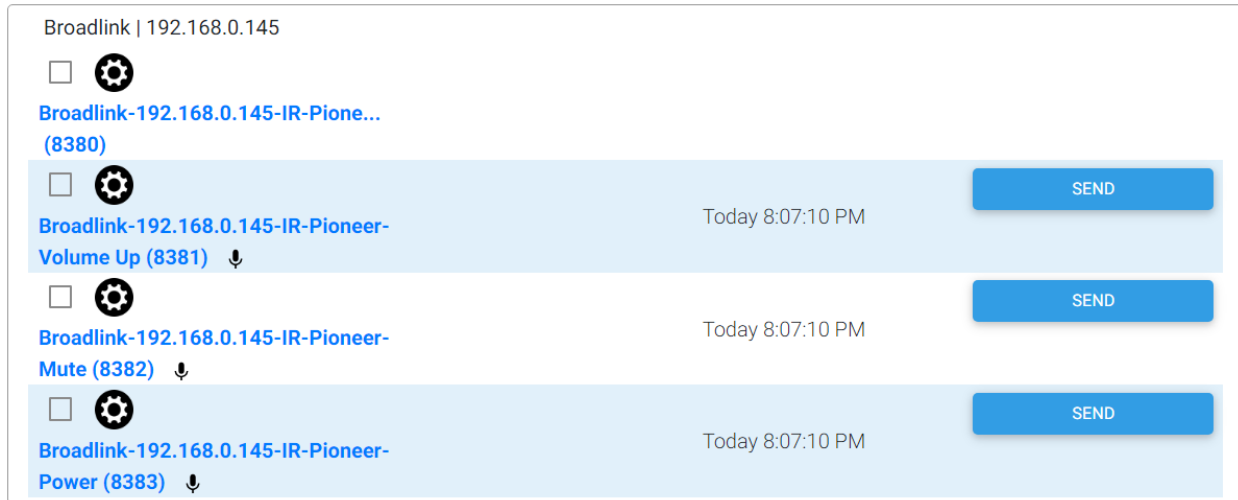 Broadlink | 192.168.0.145
Broadlink-192.168.0.145-IR-Pione...
(8380)
SEND
Broadlink-192.168.0.145-IR-Pioneer-
Volume Up (8381)
Today 8:07:10 PM
SEND
Broadlink-192.168.0.145-IR-Pioneer-
Mute (8382)
Today 8:07:10 PM
SEND
Broadlink-192.168.0.145-IR-Pioneer-
Power (8383)
Today 8:07:10 PM